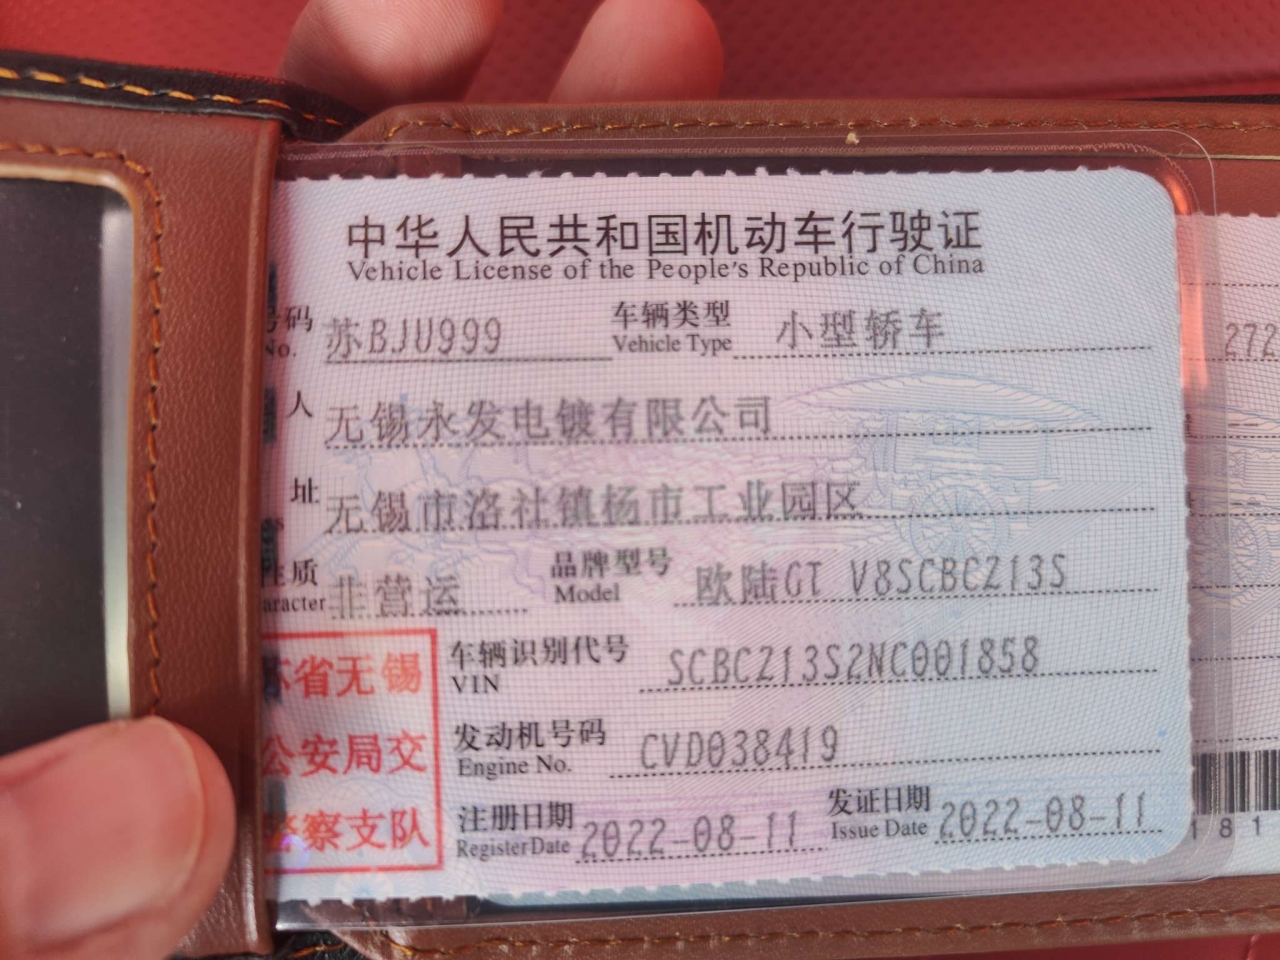 中华人民共和国机动车行驶证
Vehicle License of the People's Republic of China
号码 苏BJU999 车辆类型 小型轿车
No. Vehicle Type
人 无锡永发电镀有限公司
址 无锡市洛社镇杨市工业园区
s
性质 非营运 品牌型号 欧陆GT V8SCBCZ13S
aracter Model
车辆识别代号 SCBCZ13S2NC001858
VIN
发动机号码 CVD038419
Engine No.
注册日期 2022-08-11 发证日期 2022-08-11
Register Date Issue Date
苏省无锡
公安局交
警察支队
272
181